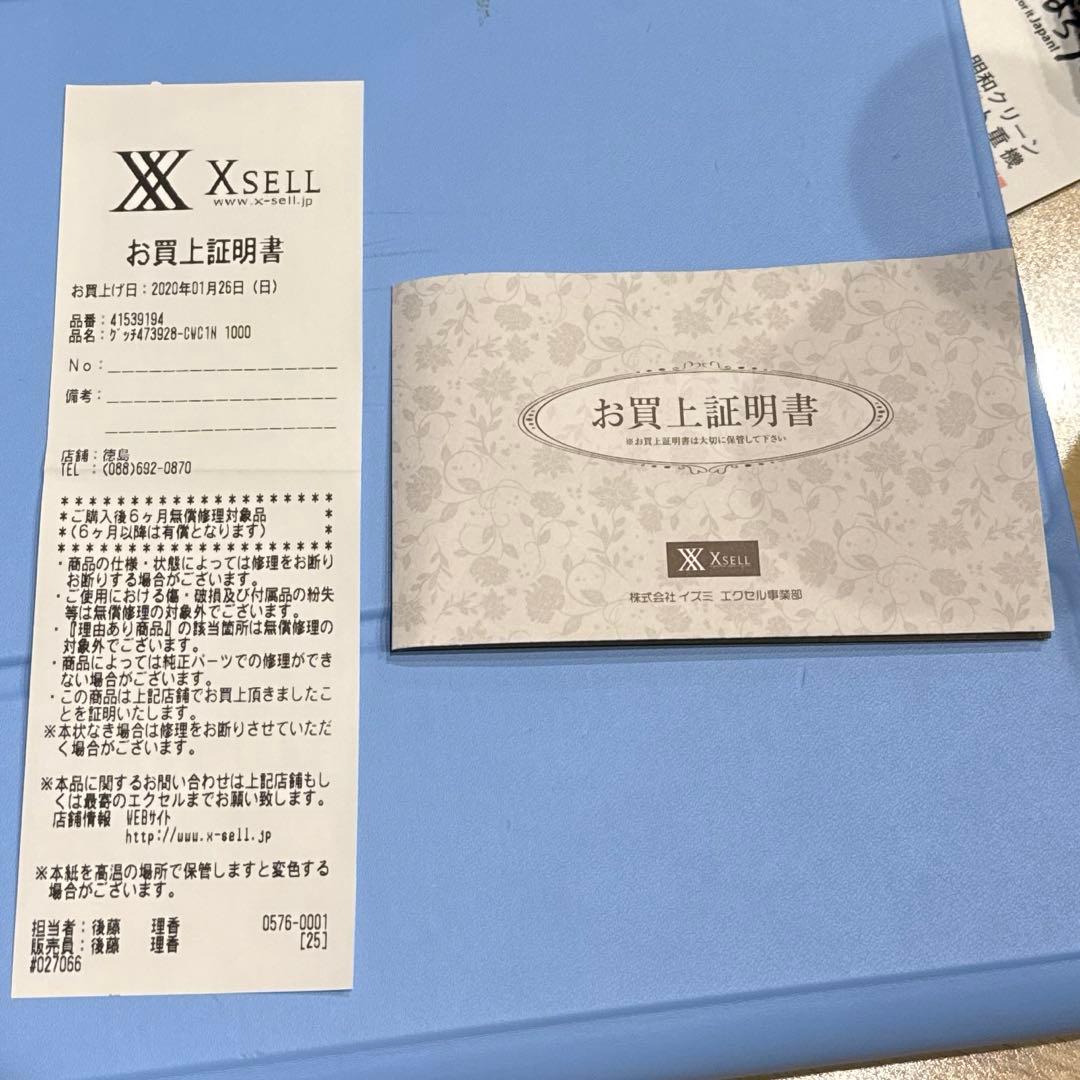 XSELL
www.x-sell.jp
お買上証明書
お買上げ日:2020年01月26日(日)
品番:41539194
品名:グッチ473928-CWC1N 1000
No:
備考:
店舗:徳島
TEL :(088)692-0870
********************
*ご購入後6ヶ月無償修理対象品 *
*(6ヶ月以降は有償となります) *
********************
・商品の仕様・状態によっては修理をお断り
お断りする場合がございます。
・ご使用における傷・破損及び付属品の紛失
等は無償修理の対象外でございます。
・『理由あり商品』の該当箇所は無償修理の
対象外でございます。
・商品によっては純正パーツでの修理ができ
ない場合がございます。
・この商品は上記店舗でお買上頂きましたこ
とを証明いたします。
※本状なき場合は修理をお断りさせていただ
く場合がございます。
※本品に関するお問い合わせは上記店舗もし
くは最寄のエクセルまでお願い致します。
店舗情報 WEBサイト
http://www.x-sell.jp
※本紙を高温の場所で保管しますと変色する
場合がございます。
担当者:後藤 理香 0576-0001
販売員:後藤 理香 [25]
#027066
お買上証明書
※お買上証明書は大切に保管して下さい
XSELL
株式会社 イズミ エクセル事業部
or it Japan!
明和クリーン
重機